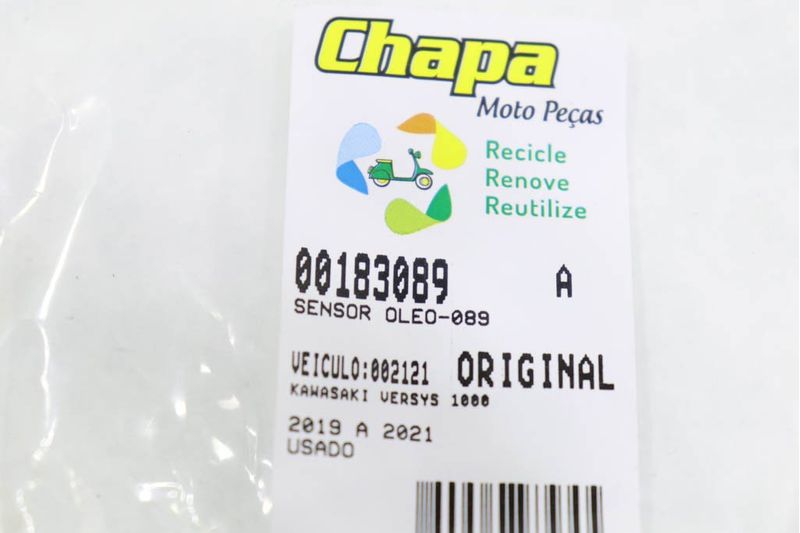 Chapa
Moto Peças
Recicle
Renove
Reutilize
00183089 A
SENSOR OLEO-089
VEICULO:002121 ORIGINAL
KAWASAKI VERSYS 1000
2019 A 2021
USADO